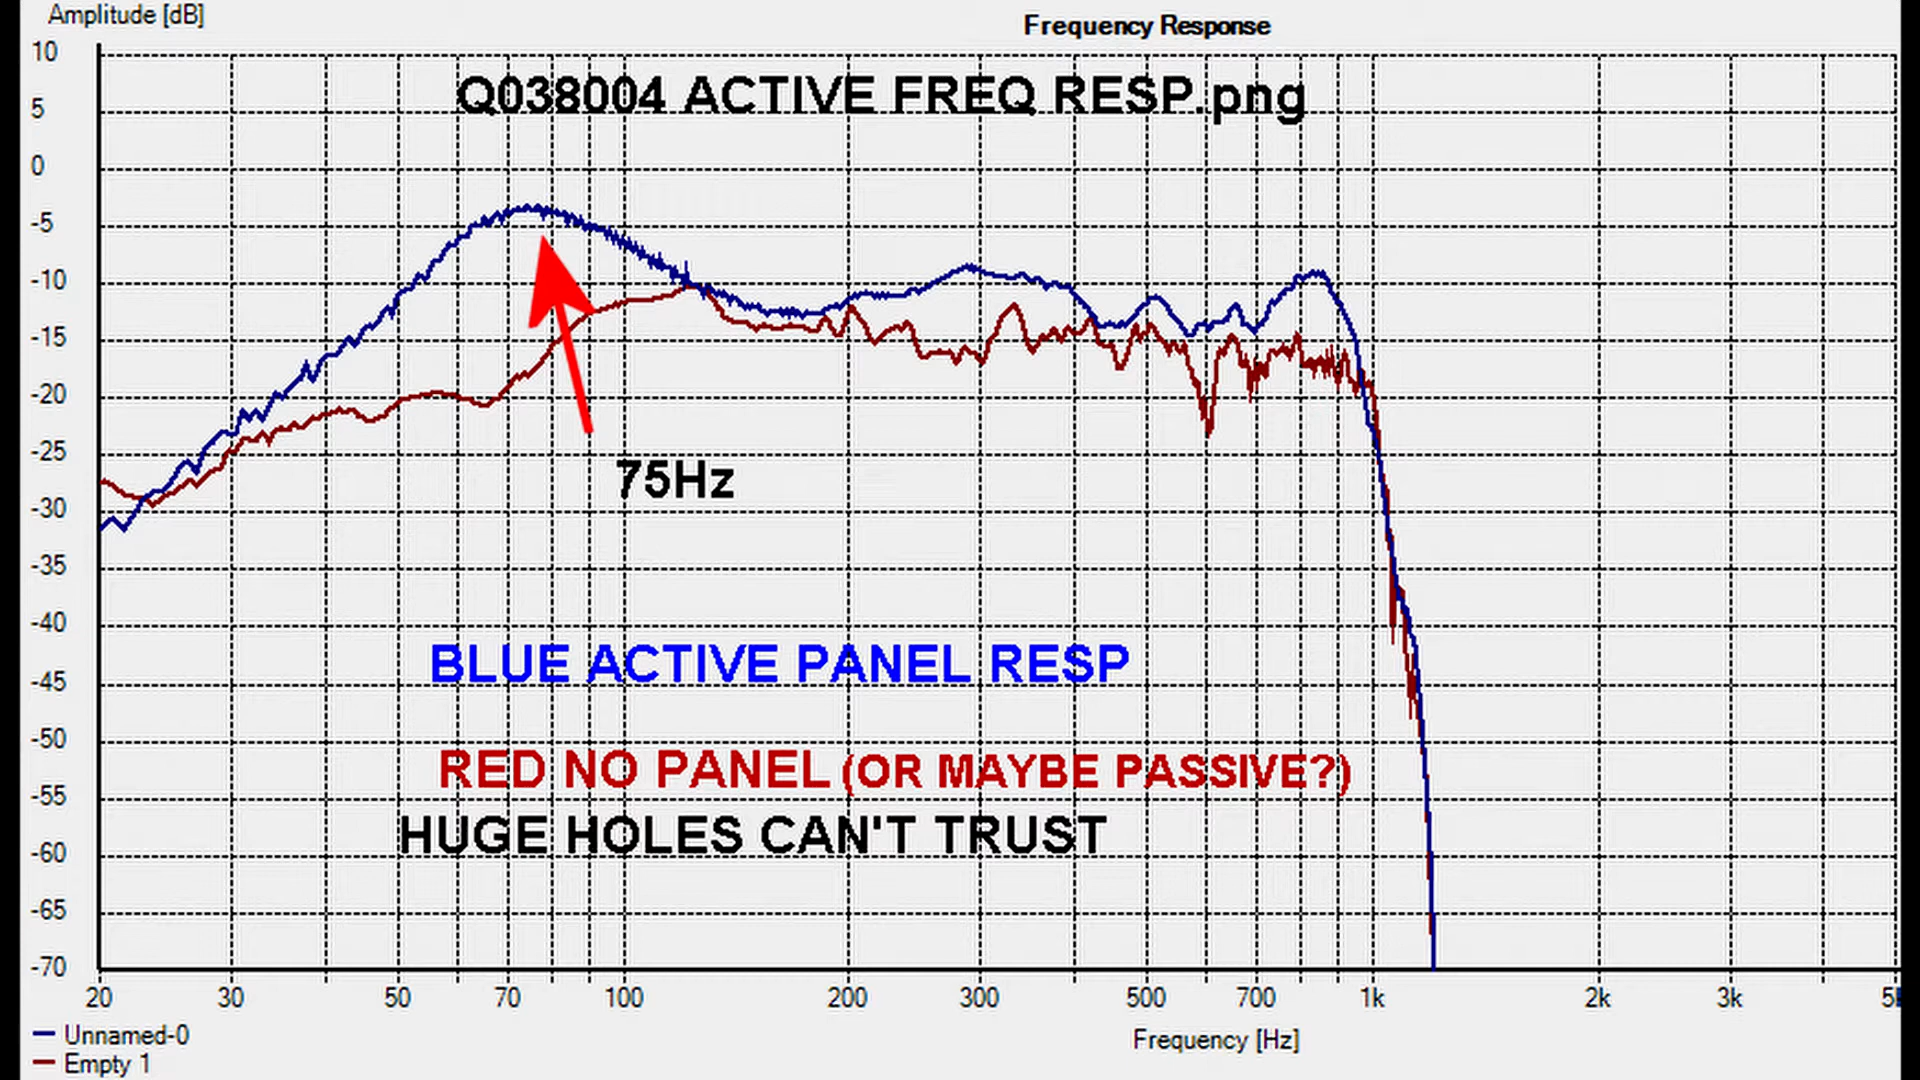 Amplitude [dB]
Frequency Response
10
Q038004 ACTIVE FREQ RESP.png
5
0
-5
-10
-15
-20
-25
75Hz
-30
-35
-40
BLUE ACTIVE PANEL RESP
-45
-50
RED NO PANEL (OR MAYBE PASSIVE?)
-55
HUGE HOLES CAN'T TRUST
-60
-65
-70
20 30 50 70 100 200 300 500 700 1k 2k 3k
Unnamed-0
Frequency [Hz]
Empty 1